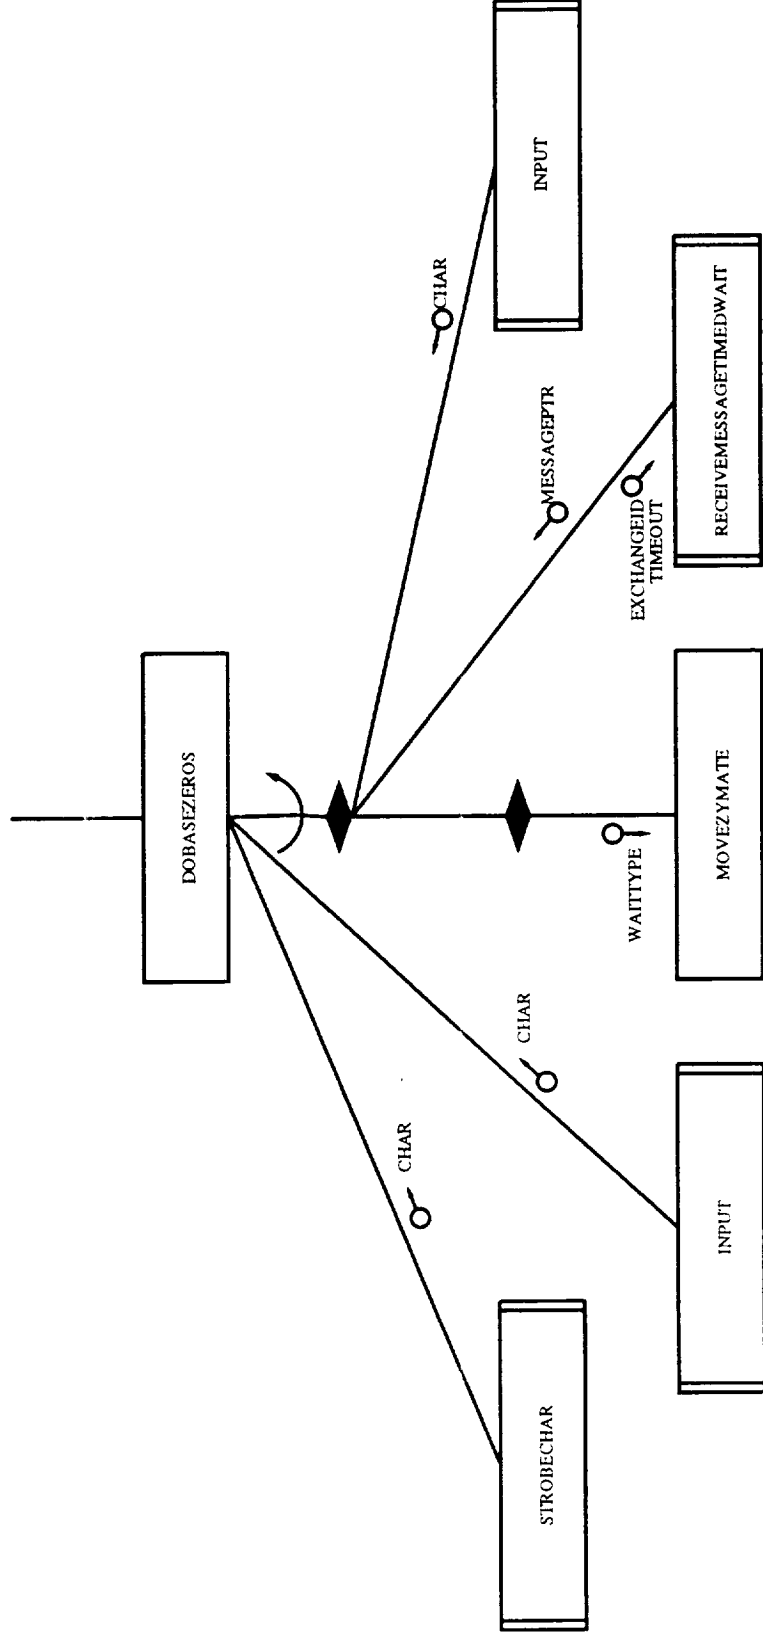 DOBASEZEROS
CHAR
CHAR
CHAR
MESSAGEPTR
EXCHANGEID
TIMEOUT
WAITTYPE
STROBECHAR
INPUT
INPUT
MOVEZYMATE
RECEIVEMESSAGETIMEDWAIT